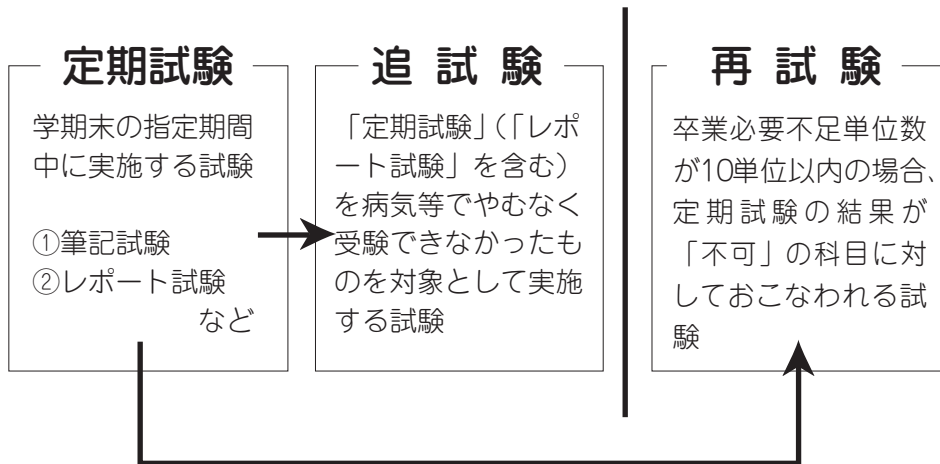 定期試験
学期末の指定期間
中に実施する試験
①筆記試験
②レポート試験
など
追試験
「定期試験」(「レポ
ート試験」を含む)
を病気等でやむなく
受験できなかったも
のを対象として実施
する試験
再試験
卒業必要不足単位数
が10単位以内の場合、
定期試験の結果が
「不可」の科目に対
しておこなわれる試
験